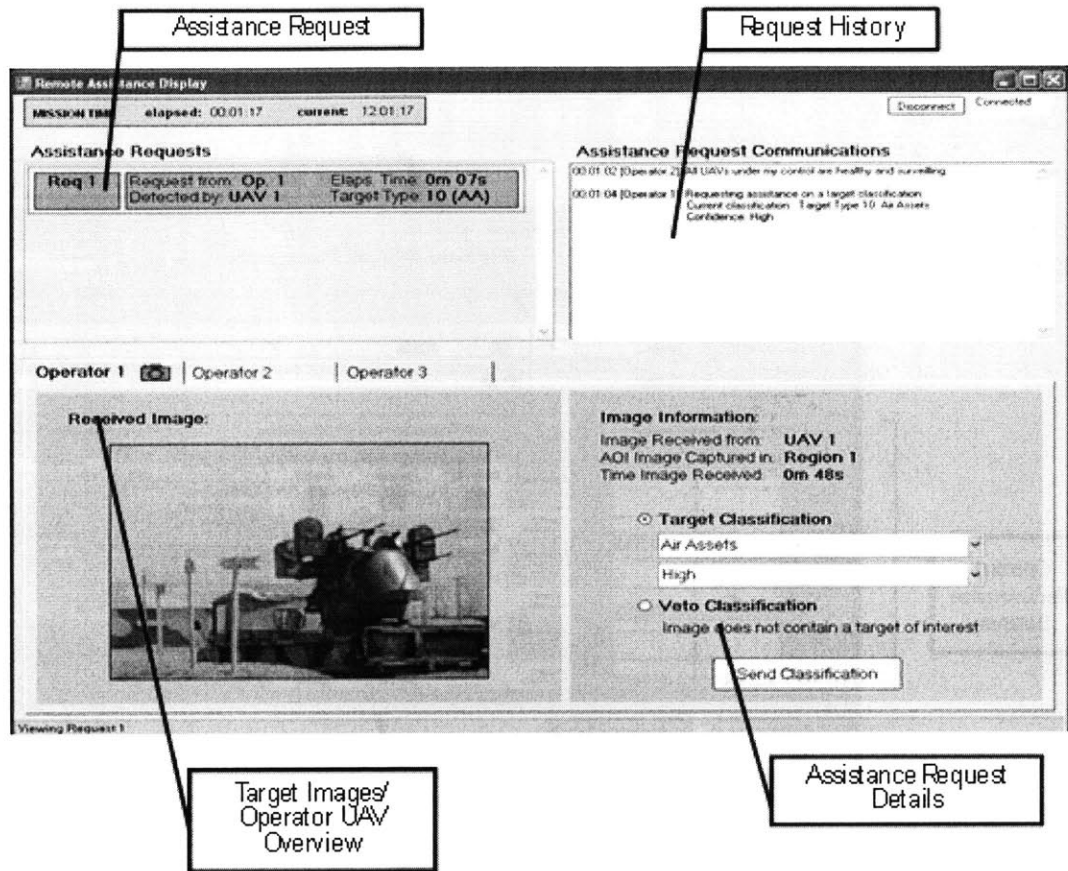 Assistance Request
Request History
Remote Assistance Display
MISSION TIME elapsed: 00:01:17 current: 12:01:17
Disconnect Connected
Assistance Requests
Req 1
Request from: Op. 1 Elaps. Time: 0m 07s
Detected by: UAV 1 Target Type: 10 (AA)
Assistance Request Communications
00:01:02 [Operator 2] All UAVs under my control are healthy and surveilling
00:01:04 [Operator 1] Requesting assistance on a target classification
Current classification: Target Type 10: Air Assets
Confidence: High
Operator 1 Operator 2 Operator 3
Received Image:
Image Information:
Image Received from: UAV 1
AOI Image Captured in: Region 1
Time Image Received: 0m 48s
Target Classification
Air Assets
High
Veto Classification
Image does not contain a target of interest
Send Classification
Viewing Request 1
Target Images/
Operator UAV
Overview
Assistance Request
Details